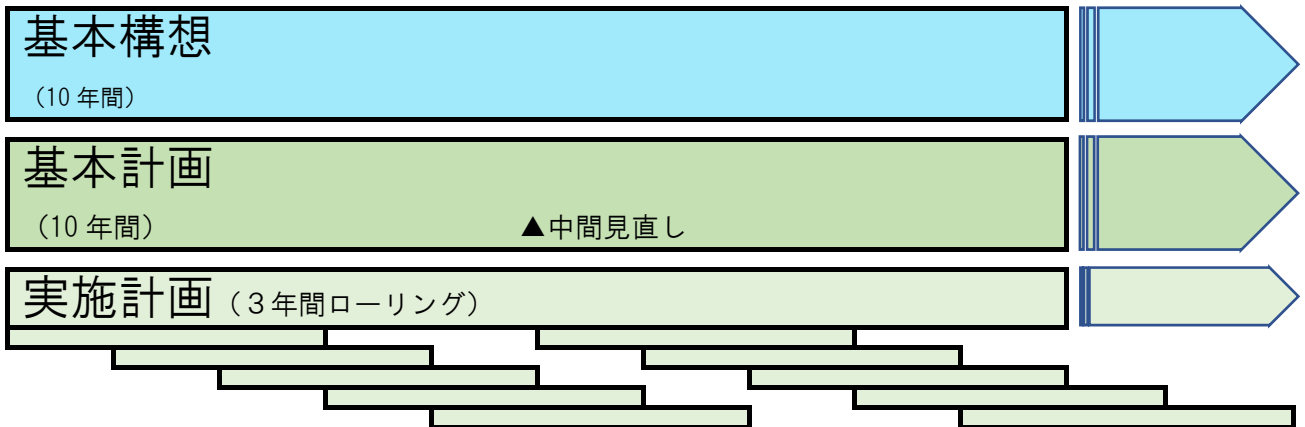 基本構想
（10 年間）
基本計画
（10 年間） ▲中間見直し
実施計画（３年間ローリング）